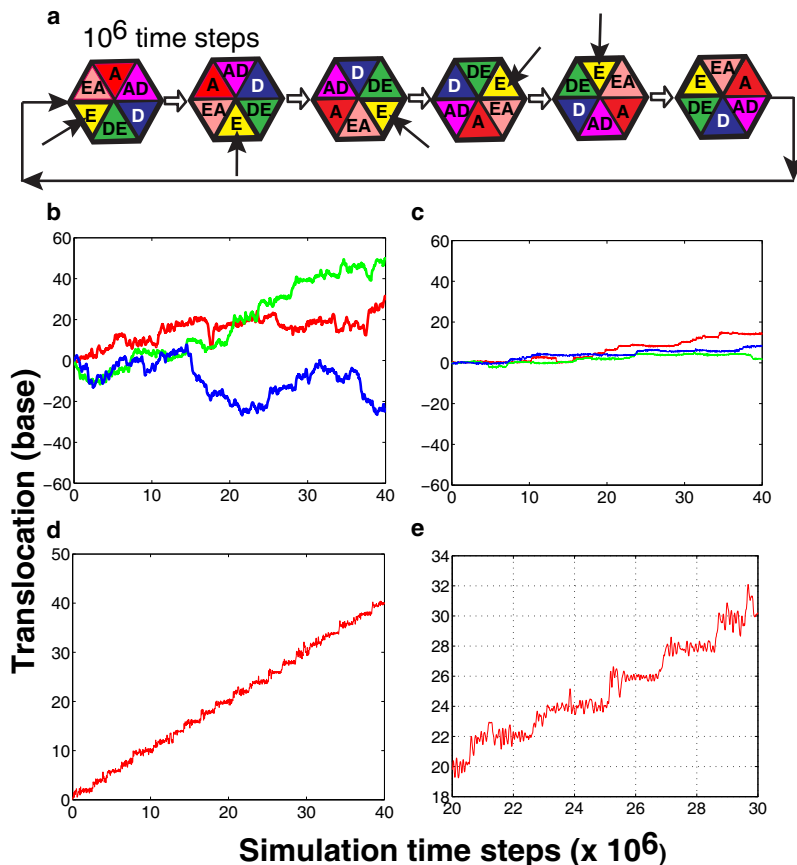 a
10⁶ time steps
A
EA AD
E D
DE
AD
A D
EA DE
E
D
AD DE
A E
EA
DE
D E
AD EA
A
E
DE EA
D A
AD
EA
E A
DE AD
D
b
60
40
20
0
−20
−40
−60
0 10 20 30 40
c
60
40
20
0
−20
−40
−60
0 10 20 30 40
Translocation (base)
d
50
40
30
20
10
0
0 10 20 30 40
e
34
32
30
28
26
24
22
20
18
20 22 24 26 28 30
Simulation time steps (x 10⁶)